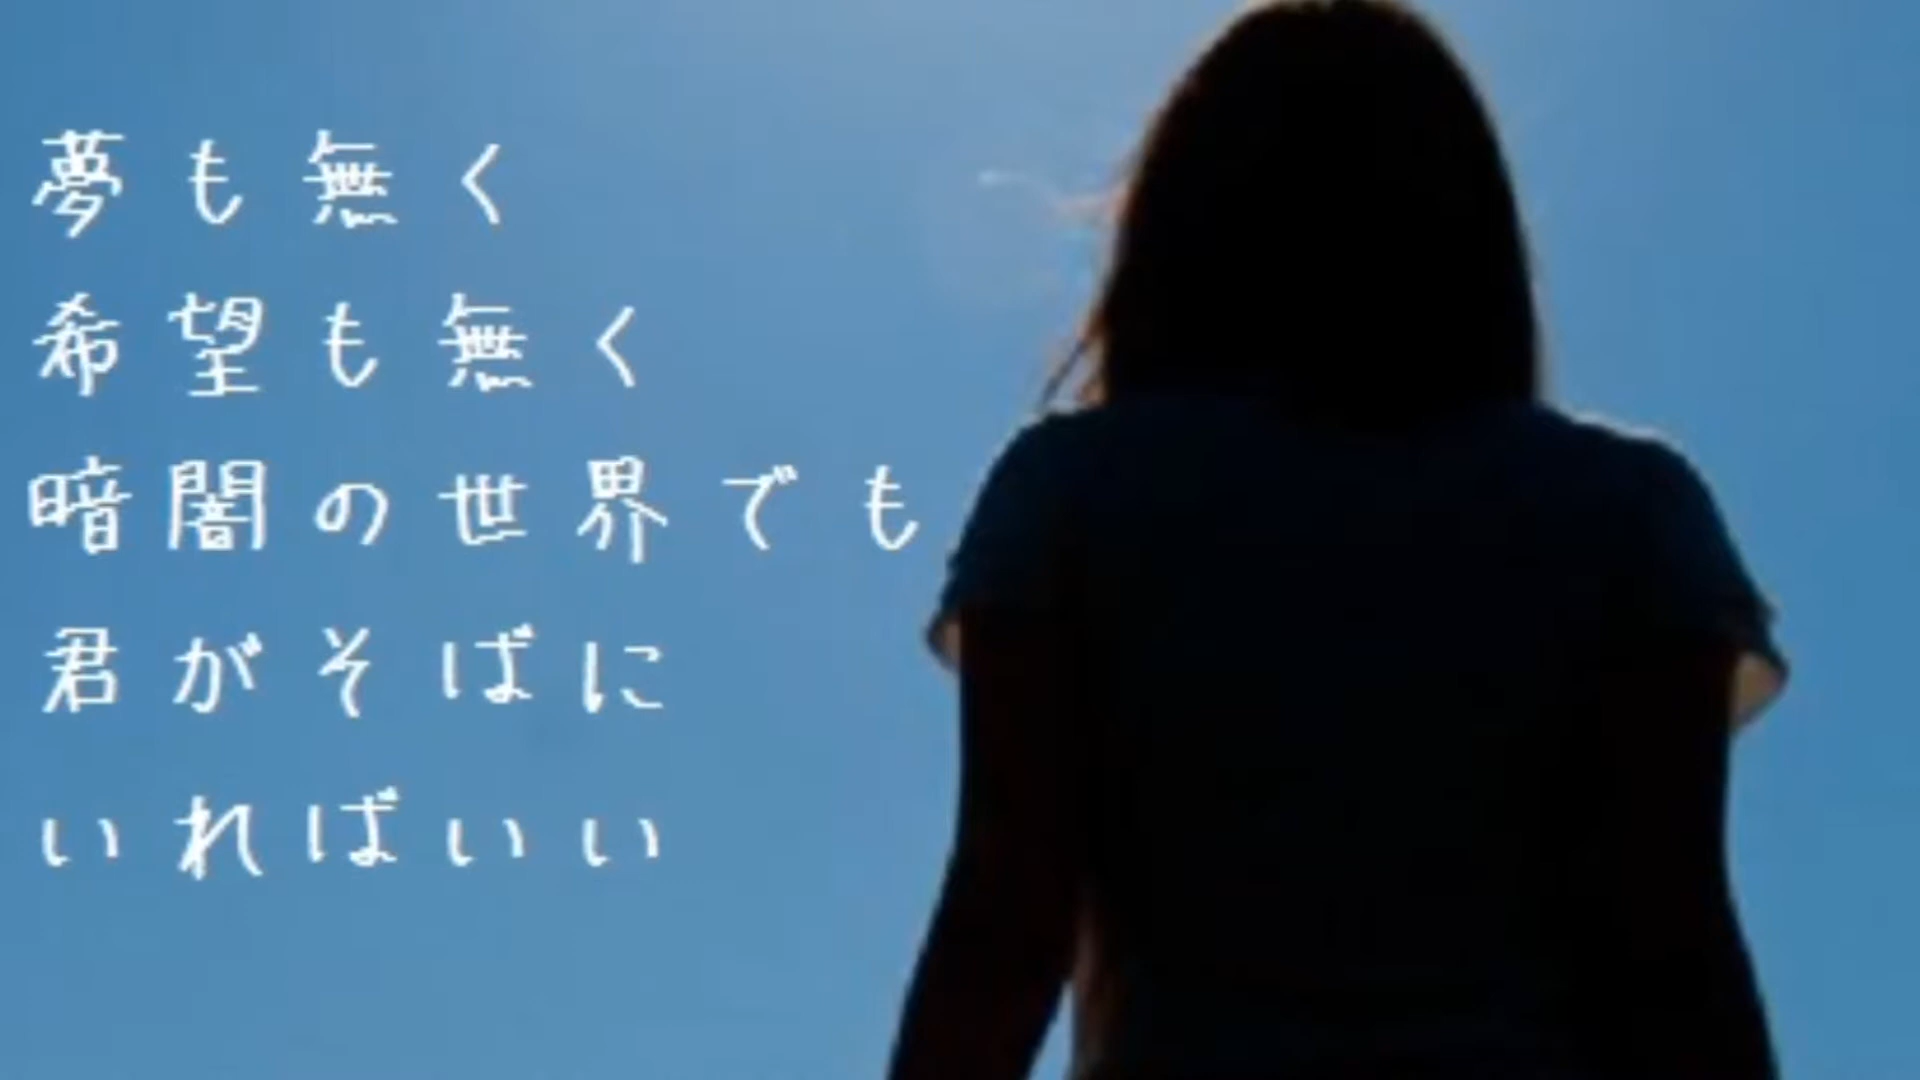 夢も無く
希望も無く
暗闇の世界でも
君がそばに
いればいい